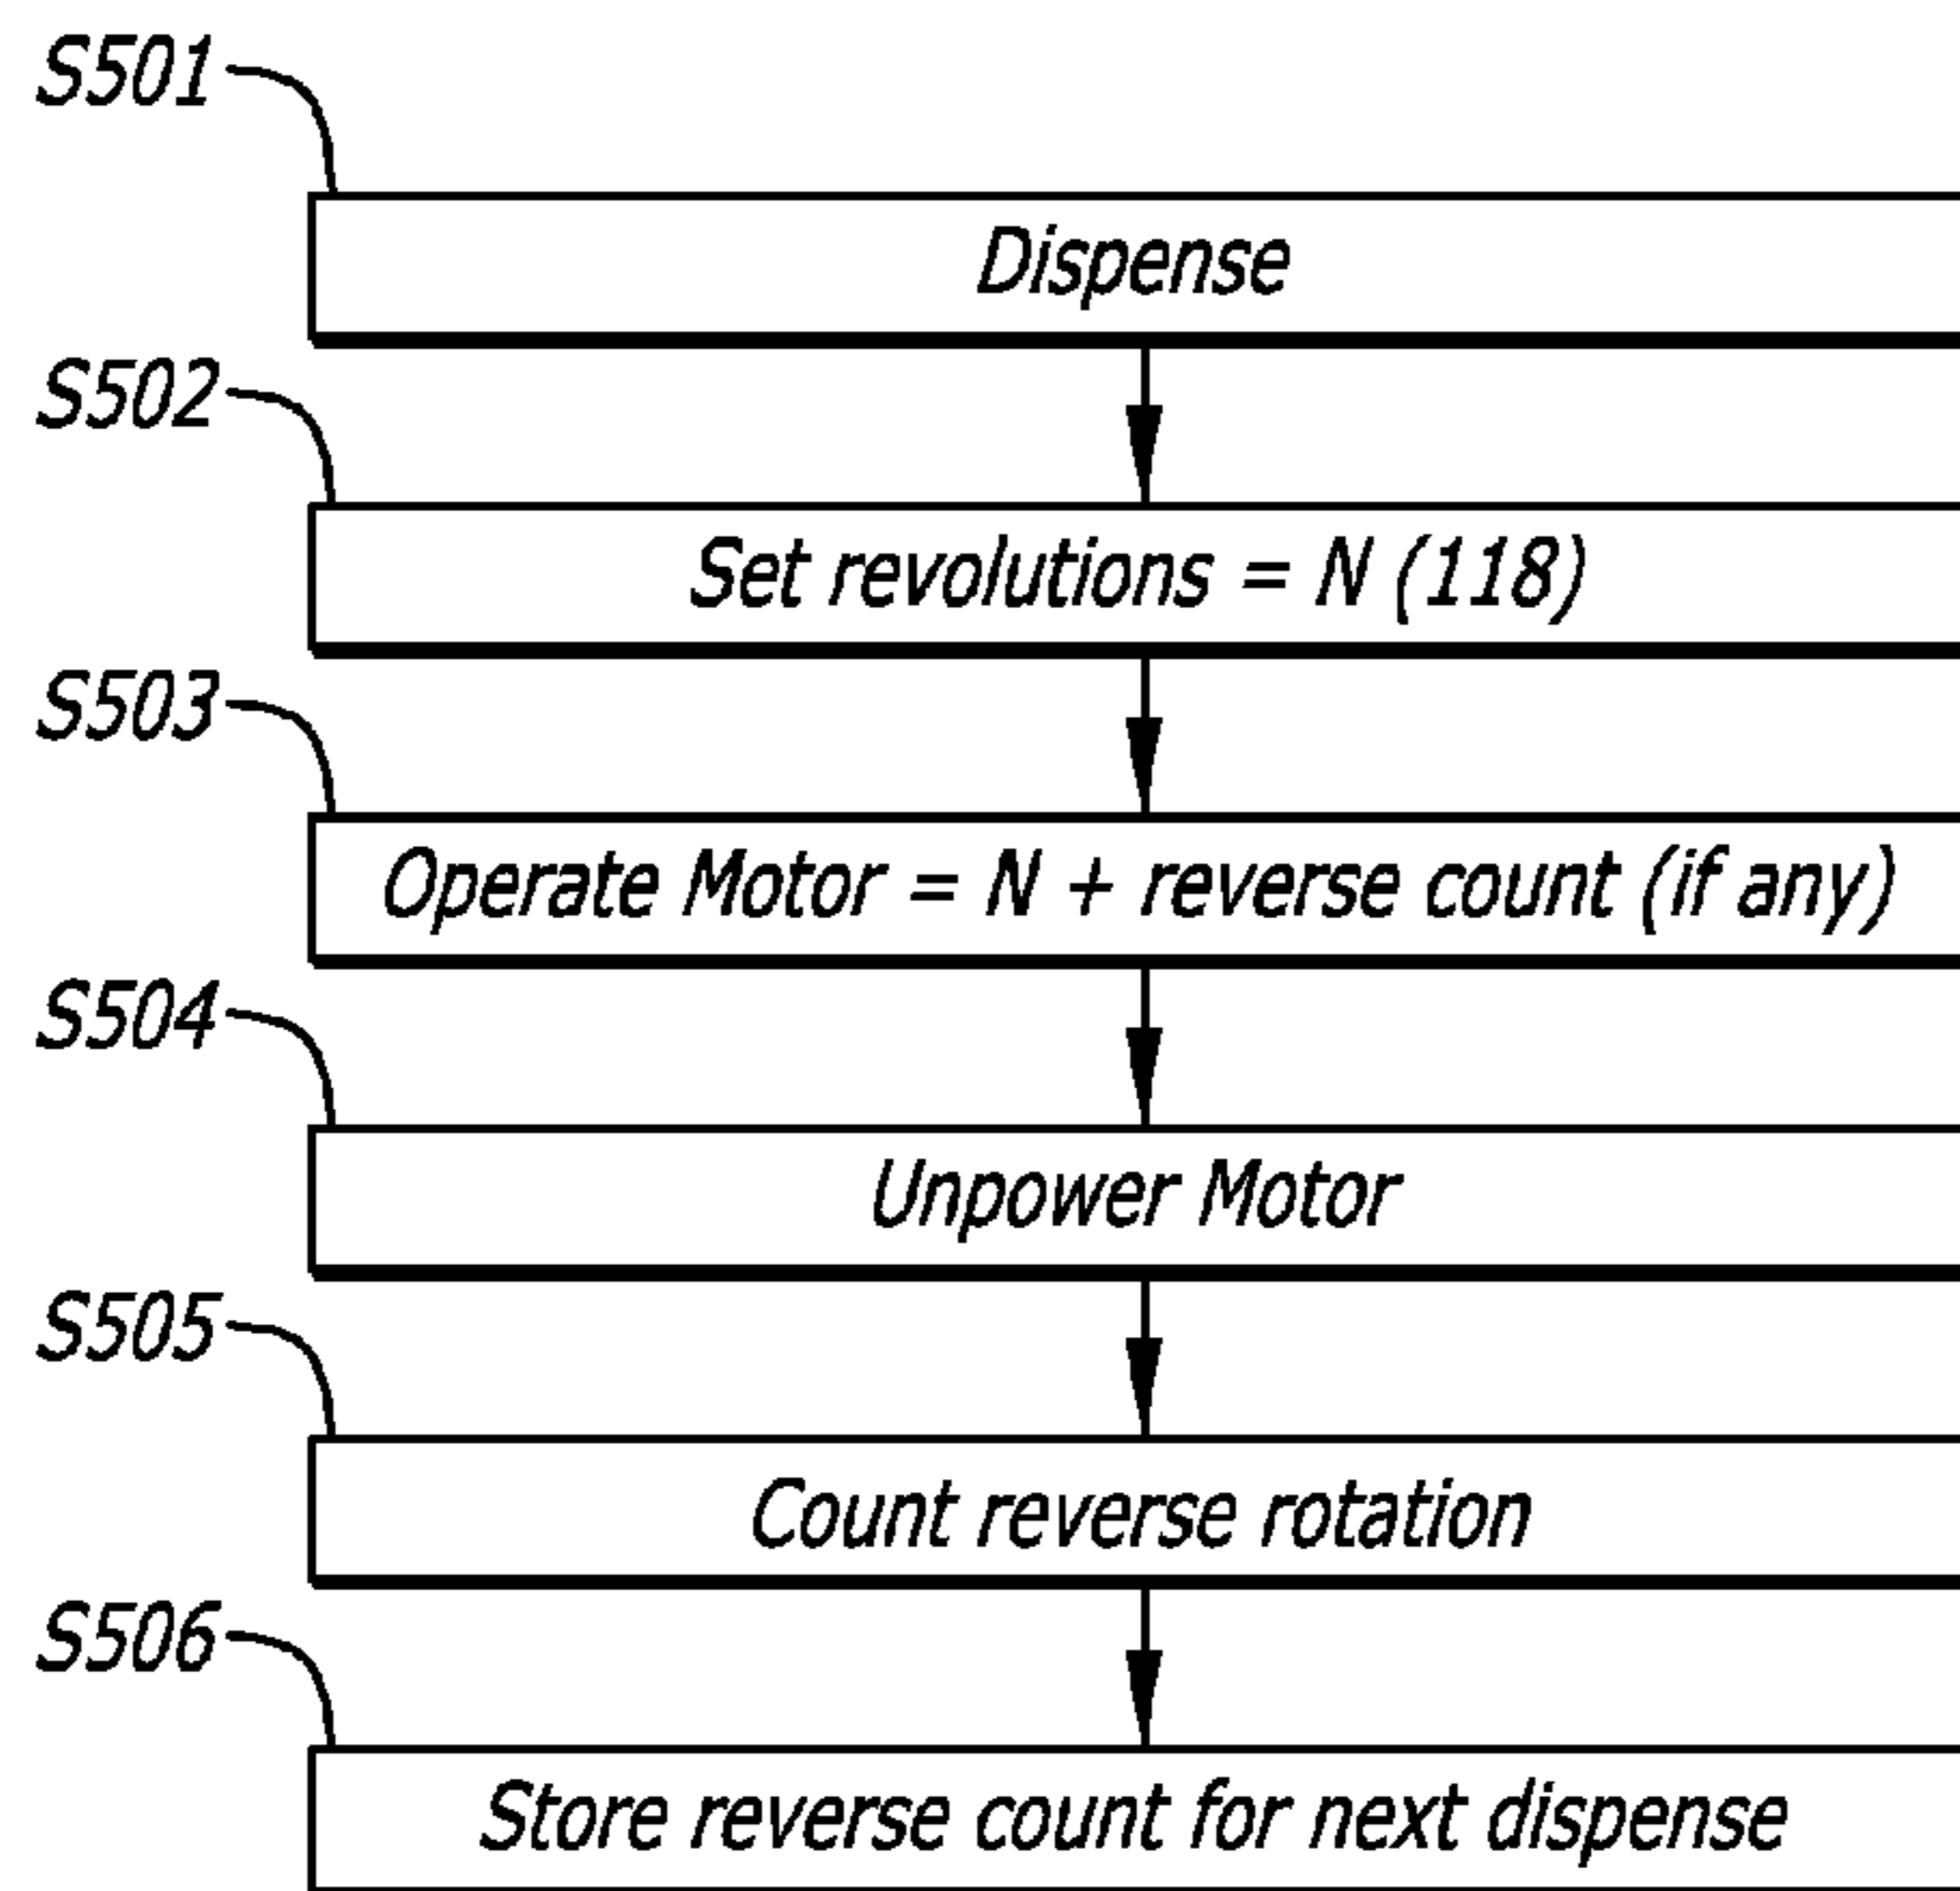 S501
Dispense
S502
Set revolutions = N (118)
S503
Operate Motor = N + reverse count (if any)
S504
Unpower Motor
S505
Count reverse rotation
S506
Store reverse count for next dispense